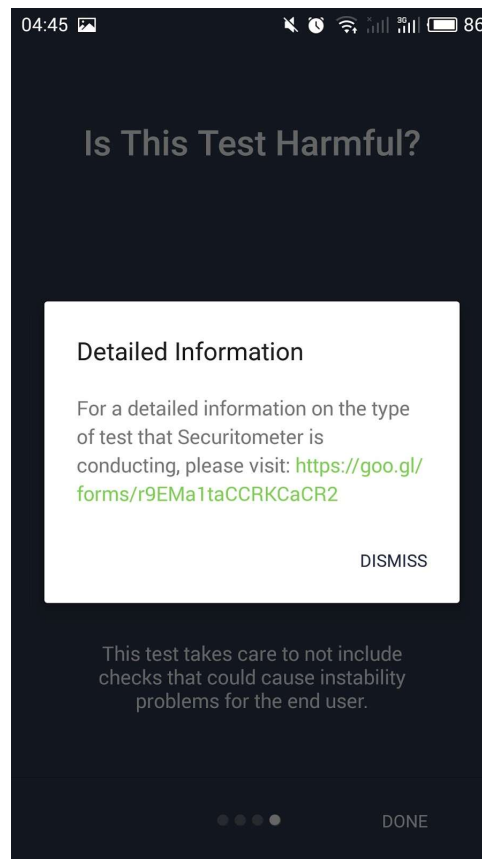 04:45
3G
86
Is This Test Harmful?
Detailed Information
For a detailed information on the type
of test that Securitometer is
conducting, please visit: https://goo.gl/
forms/r9EMa1taCCRKCaCR2
DISMISS
This test takes care to not include
checks that could cause instability
problems for the end user.
DONE